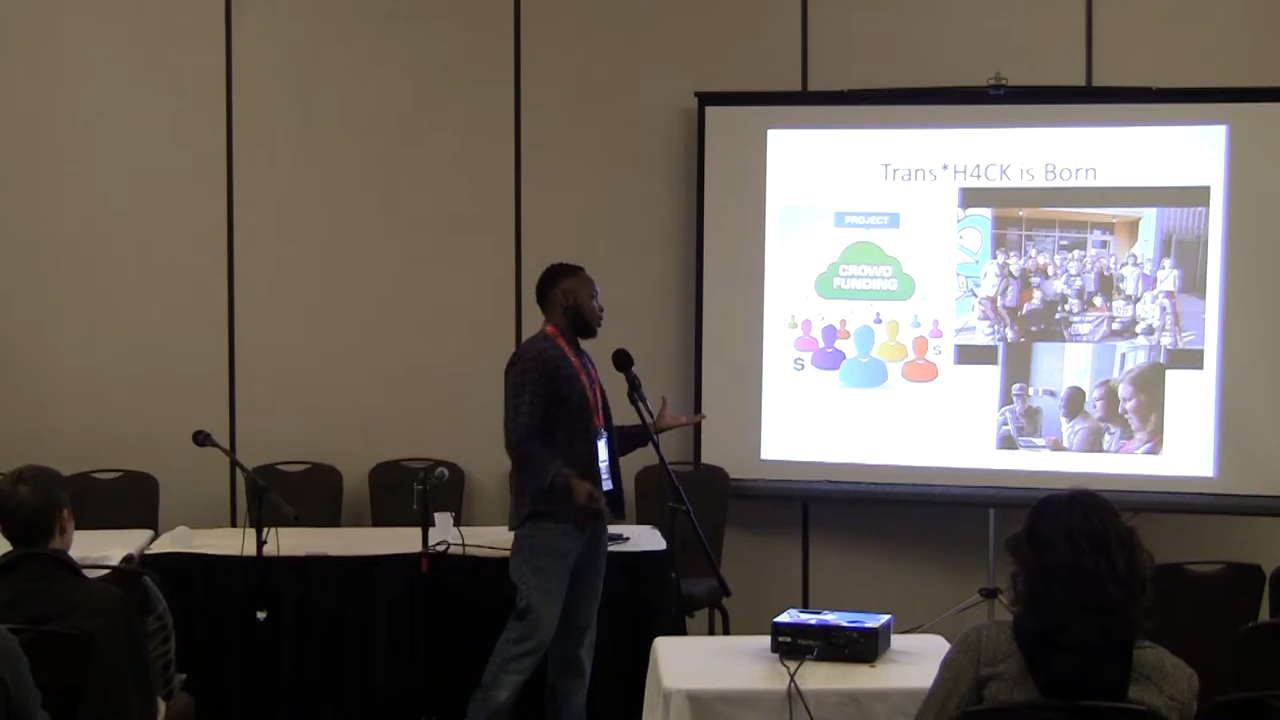 Trans*H4CK is Born
PROJECT
CROWD
FUNDING
$
$